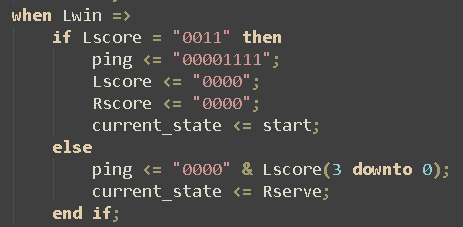 when Lwin =>
if Lscore = "0011" then
ping <= "00001111";
Lscore <= "0000";
Rscore <= "0000";
current_state <= start;
else
ping <= "0000" & Lscore(3 downto 0);
current_state <= Rserve;
end if;